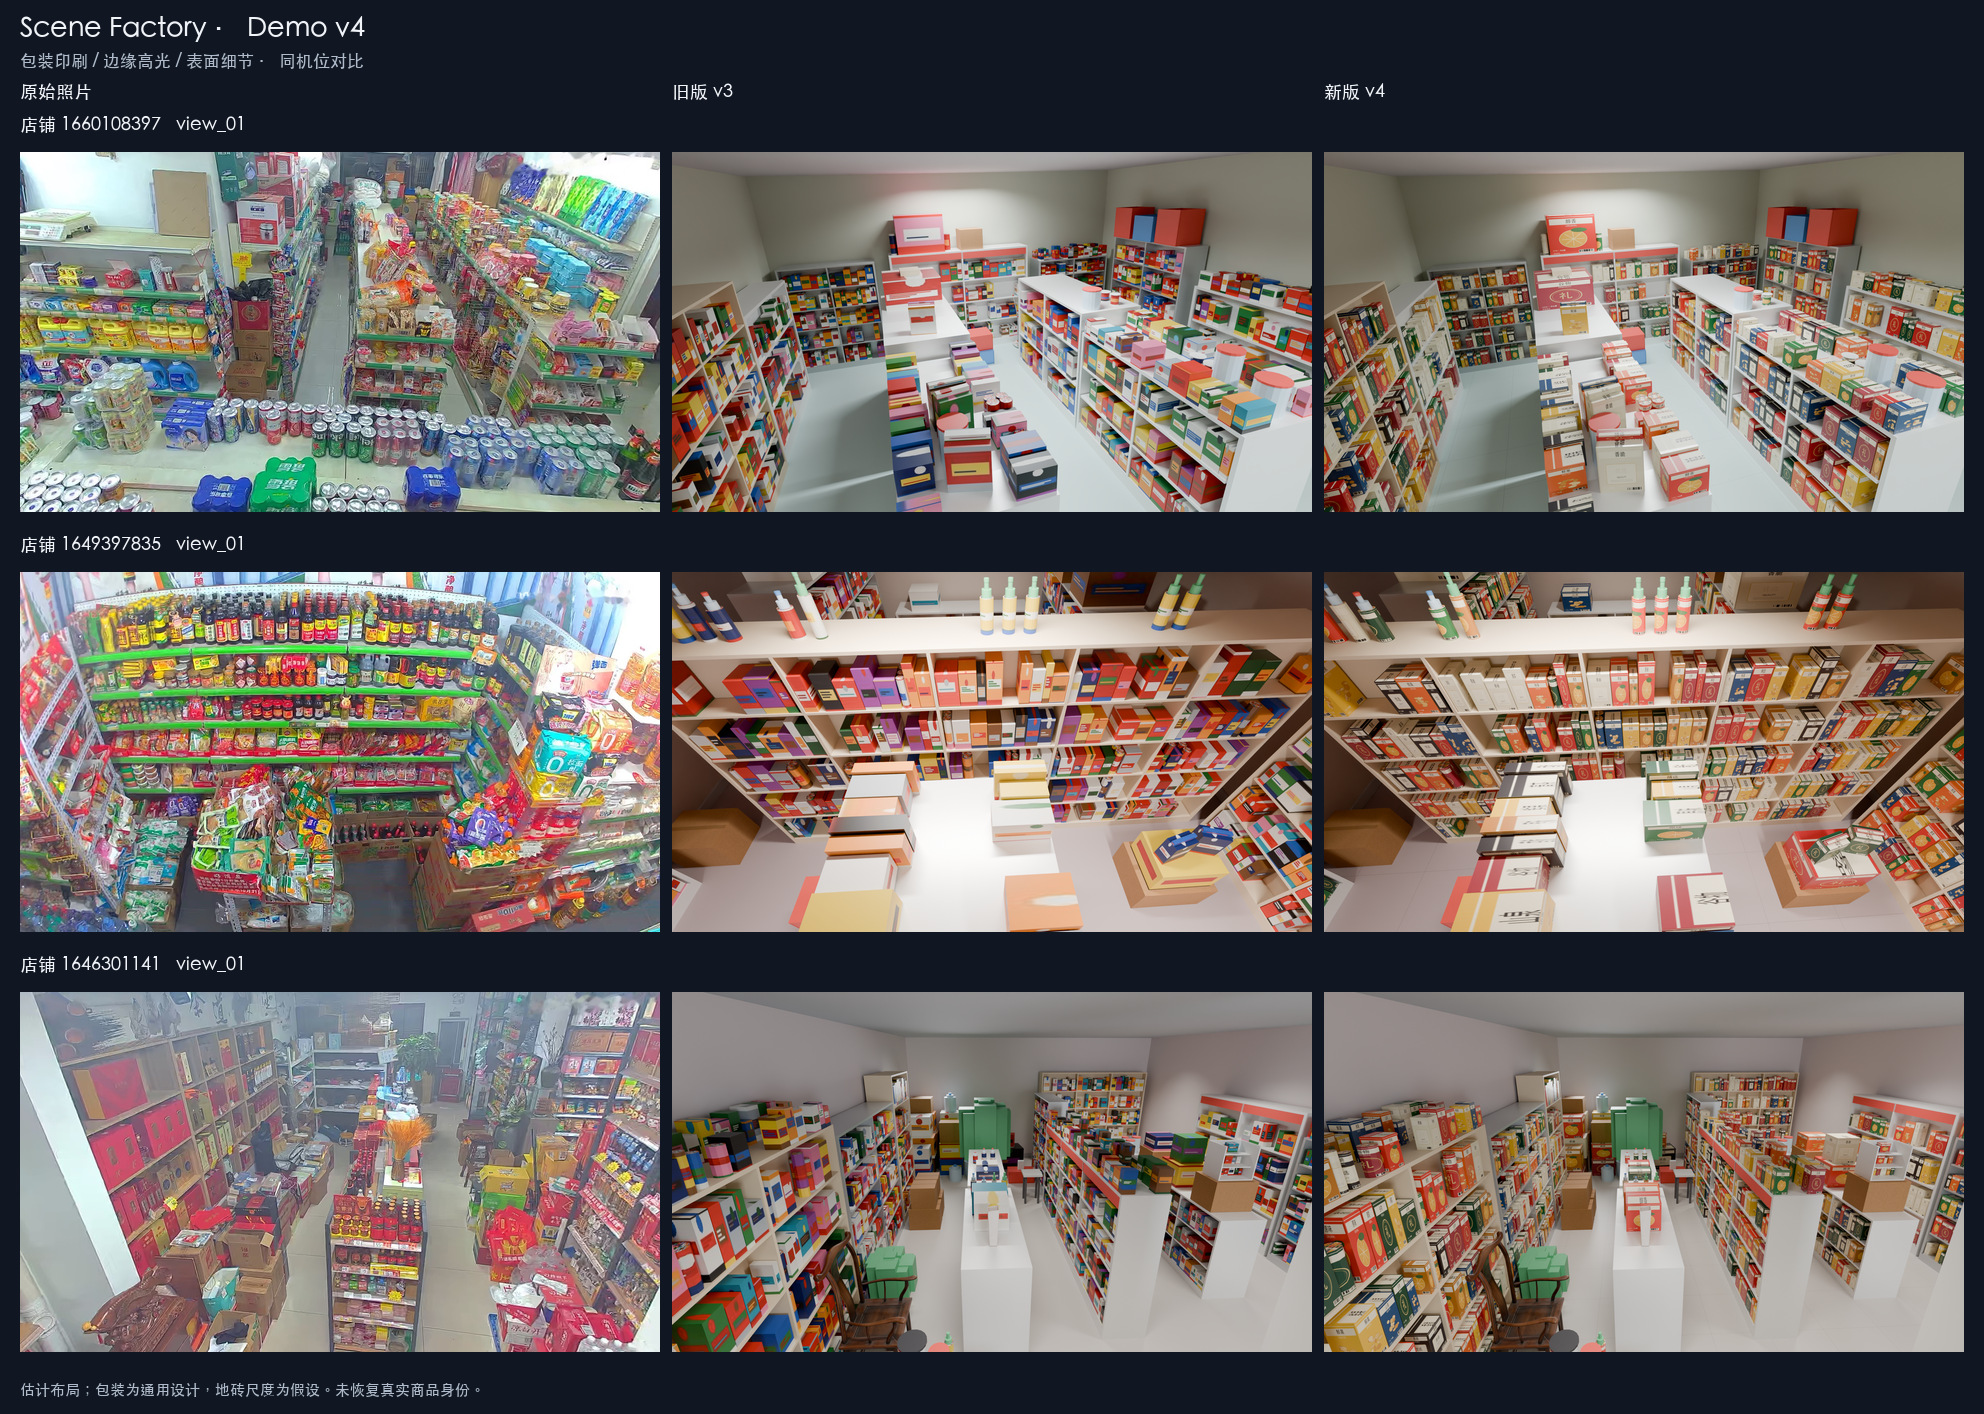 Scene Factory · Demo v4
包装印刷 / 边缘高光 / 表面细节 · 同机位对比
原始照片 旧版 v3 新版 v4
店铺 1660108397 view_01
雪碧
礼
店铺 1649397835 view_01
店铺 1646301141 view_01
估计布局；包装为通用设计，地砖尺度为假设。未恢复真实商品身份。